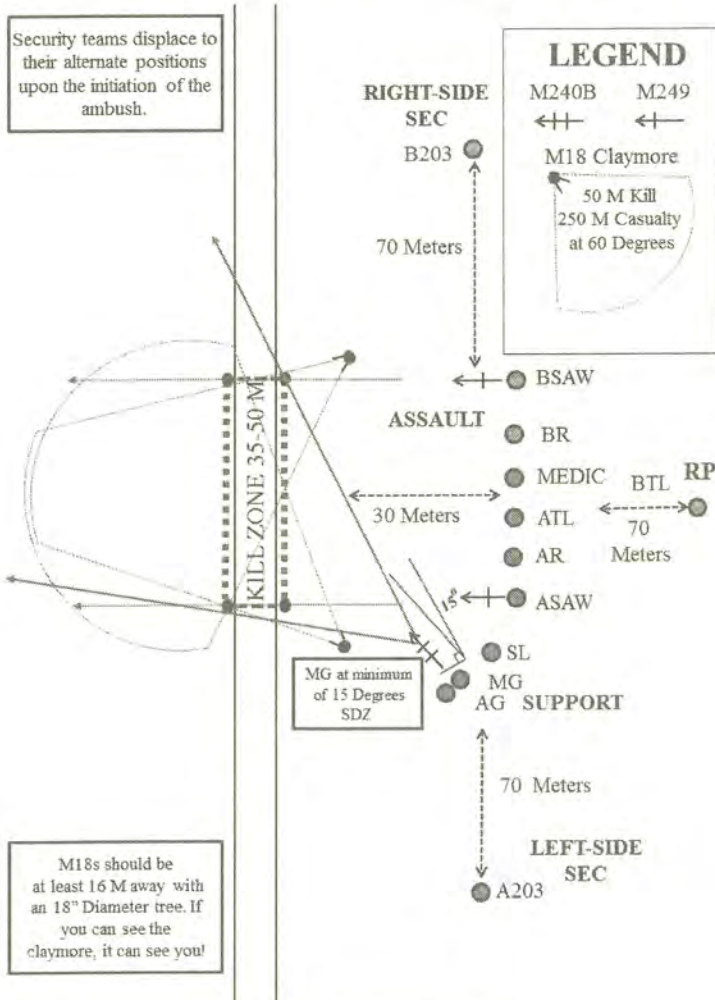 Security teams displace to
their alternate positions
upon the initiation of the
ambush.
LEGEND
M240B M249
M18 Claymore
50 M Kill
250 M Casualty
at 60 Degrees
RIGHT-SIDE
SEC
B203
70 Meters
BSAW
ASSAULT
BR
MEDIC
BTL
RP
KILL ZONE 35-50 M
30 Meters
ATL
70
Meters
AR
ASAW
15°
SL
MG at minimum
of 15 Degrees
SDZ
MG
AG SUPPORT
70 Meters
M18s should be
at least 16 M away with
an 18" Diameter tree. If
you can see the
claymore, it can see you!
LEFT-SIDE
SEC
A203